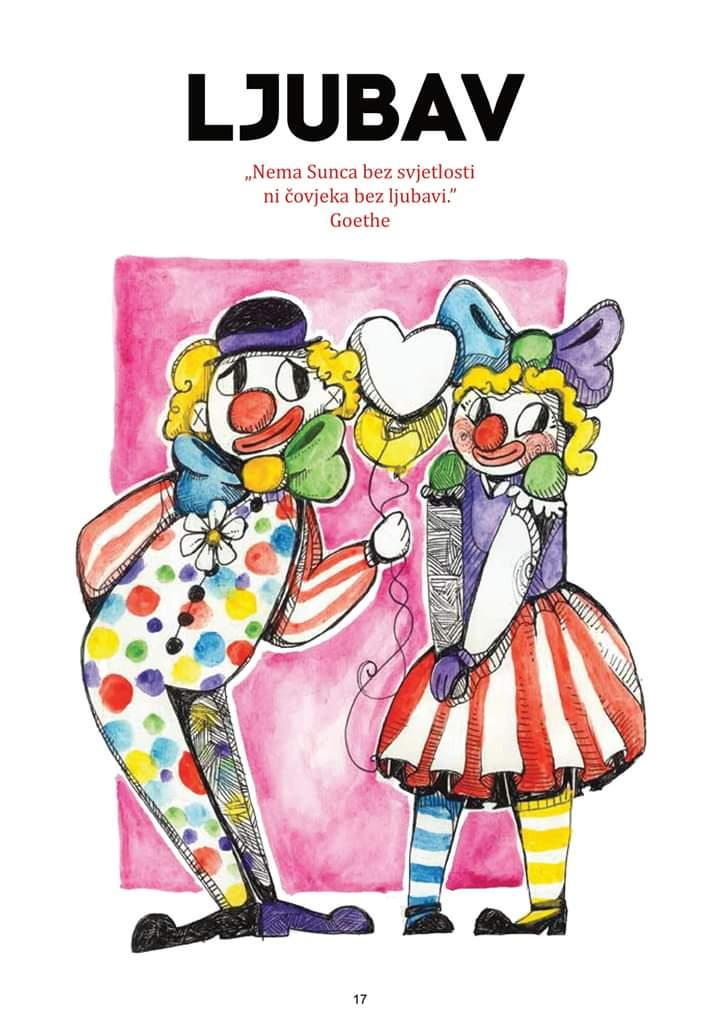 LJUBAV
„Nema Sunca bez svjetlosti
ni čovjeka bez ljubavi.”
Goethe
17